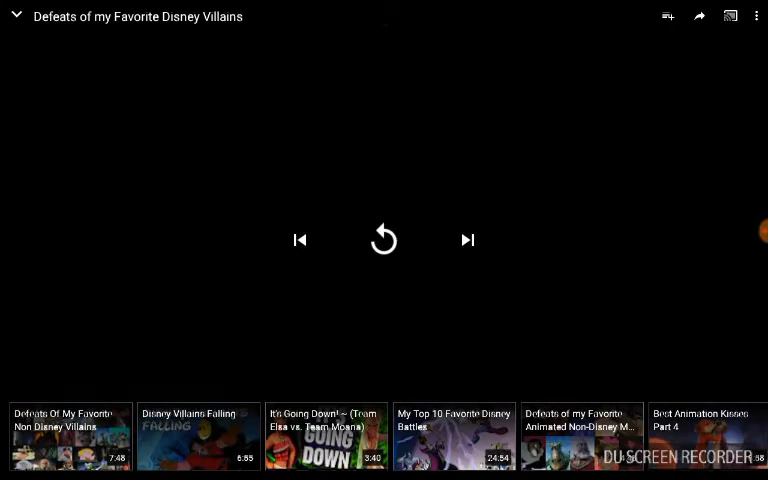 Defeats of my Favorite Disney Villains
Defeats Of My Favorite
Non Disney Villains
7:48
Disney Villains Falling
FALLING
6:55
It's Going Down! ~ (Team
Elsa vs. Team Moana)
GOING
DOWN
3:40
My Top 10 Favorite Disney
Battles
24:54
Defeats of my Favorite
Animated Non-Disney M...
Best Animation Kisses
Part 4
DU SCREEN RECORDER